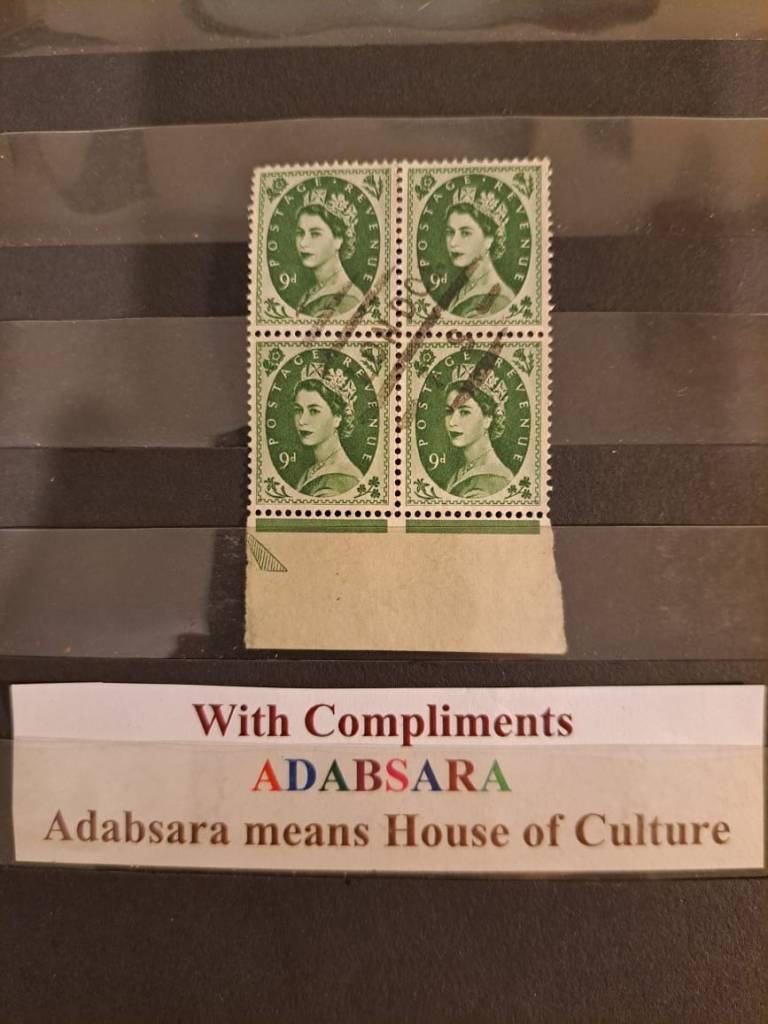 POSTAGE REVENUE POSTAGE REVENUE
9d 9d
POSTAGE REVENUE POSTAGE REVENUE
9d 9d
With Compliments
ADABSARA
Adabsara means House of Culture